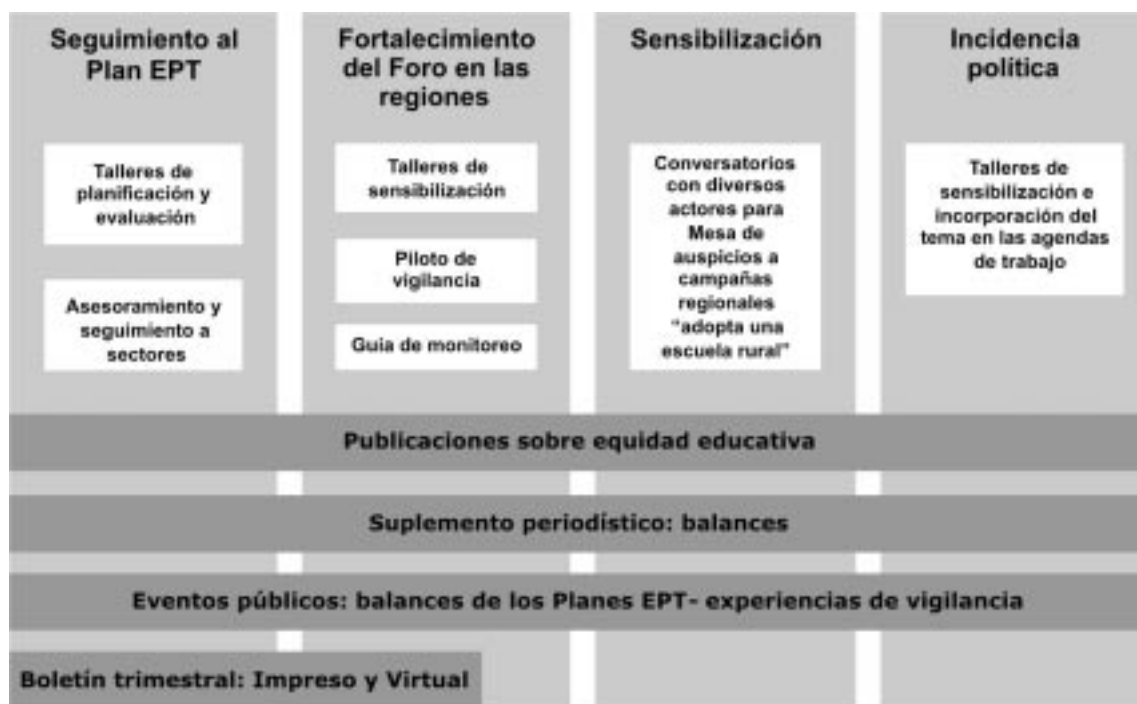 Seguimiento al
Plan EPT
Talleres de
planificación y
evaluación
Asesoramiento y
seguimiento a
sectores
Fortalecimiento
del Foro en las
regiones
Talleres de
sensibilización
Piloto de
vigilancia
Guia de monitoreo
Sensibilización
Conversatorios
con diversos
actores para
Mesa de
auspicios a
campañas
regionales
"adopta una
escuela rural"
Incidencia
política
Talleres de
sensibilización e
incorporación del
tema en las agendas
de trabajo
Publicaciones sobre equidad educativa
Suplemento periodístico: balances
Eventos públicos: balances de los Planes EPT- experiencias de vigilancia
Boletín trimestral: Impreso y Virtual